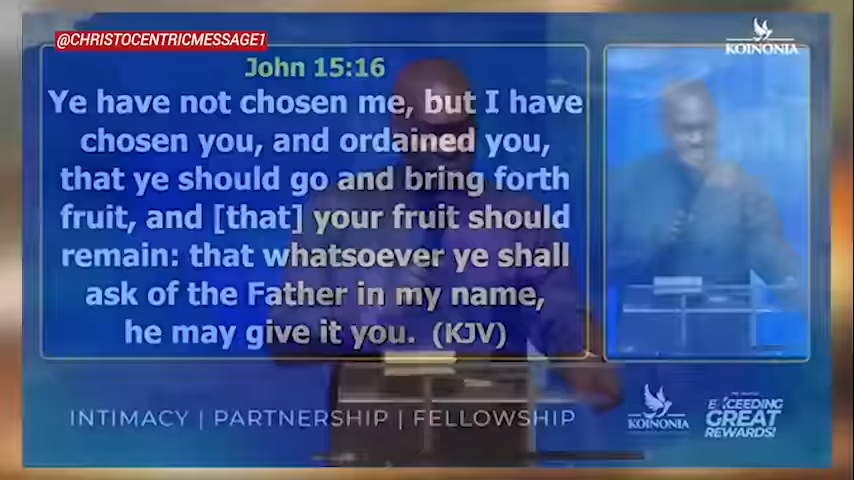 @CHRISTOCENTRICMESSAGE1
KOINONIA
John 15:16
Ye have not chosen me, but I have
chosen you, and ordained you,
that ye should go and bring forth
fruit, and [that] your fruit should
remain: that whatsoever ye shall
ask of the Father in my name,
he may give it you. (KJV)
INTIMACY | PARTNERSHIP | FELLOWSHIP
KOINONIA
EXCEEDING
GREAT
REWARDS!